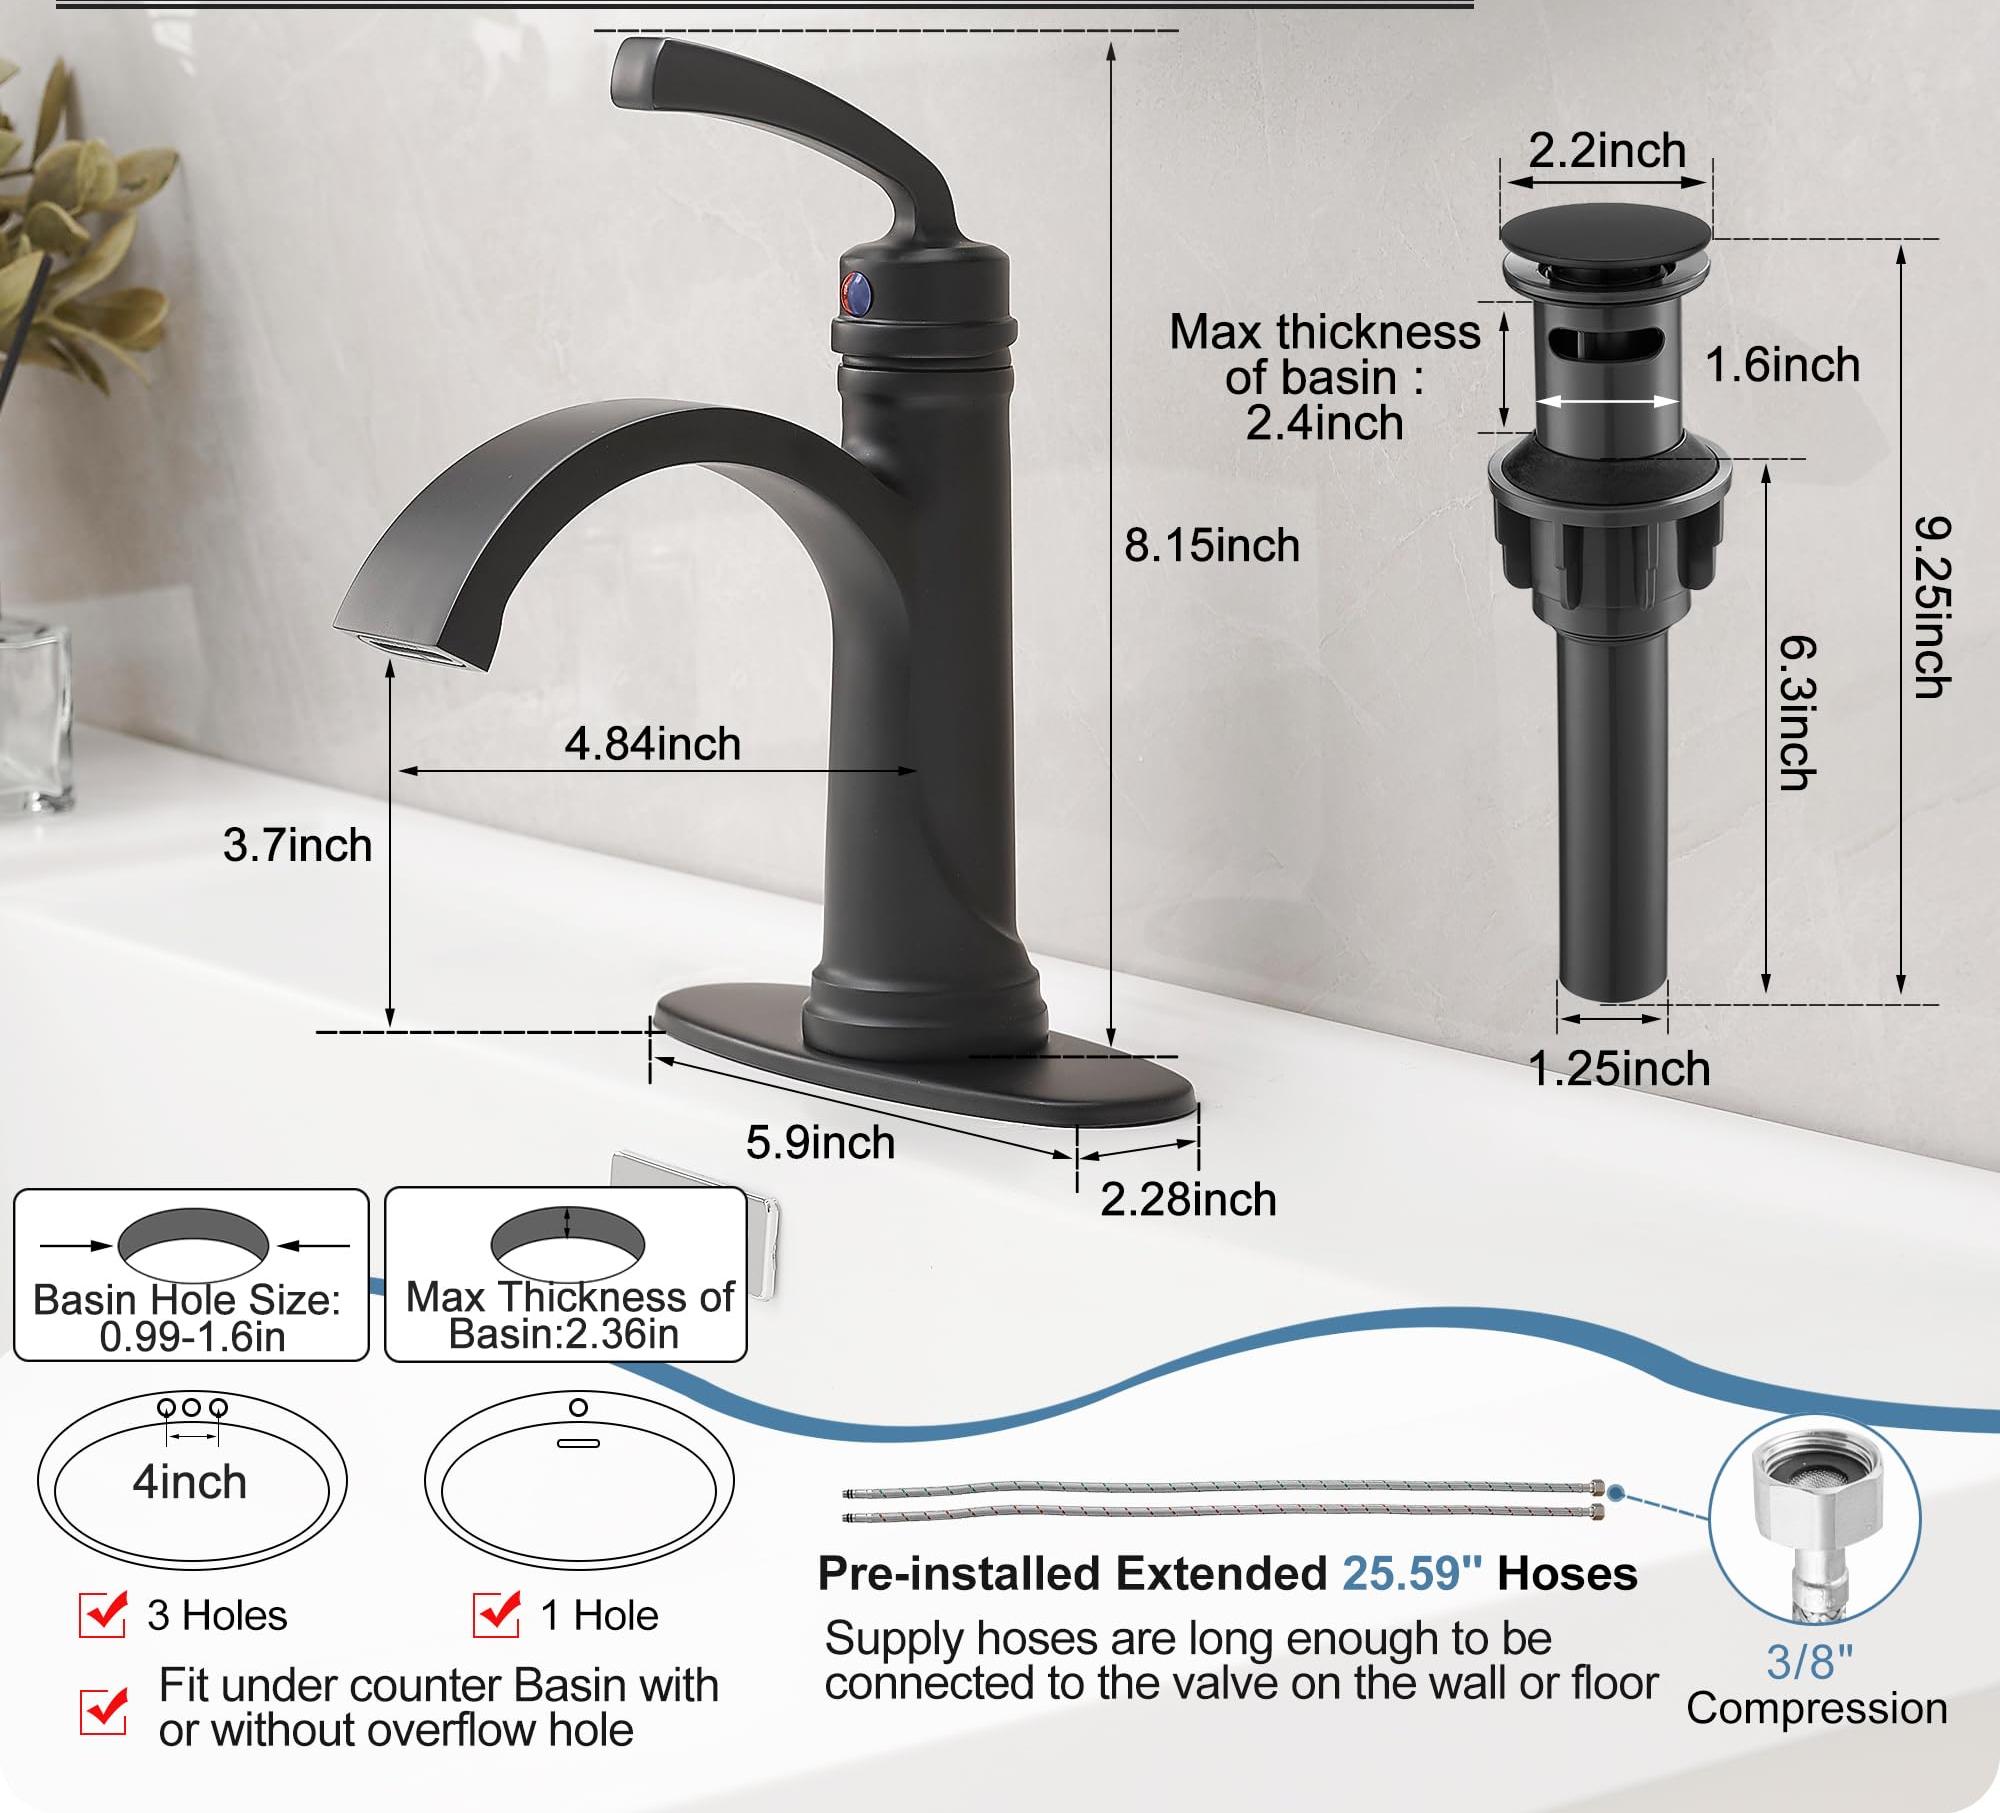 2.2inch
Max thickness
of basin :
2.4inch
1.6inch
8.15inch
9.25inch
6.3inch
4.84inch
3.7inch
1.25inch
5.9inch
2.28inch
Basin Hole Size:
0.99-1.6in
Max Thickness of
Basin:2.36in
4inch
3 Holes
1 Hole
Fit under counter Basin with
or without overflow hole
Pre-installed Extended 25.59" Hoses
Supply hoses are long enough to be
connected to the valve on the wall or floor
3/8"
Compression